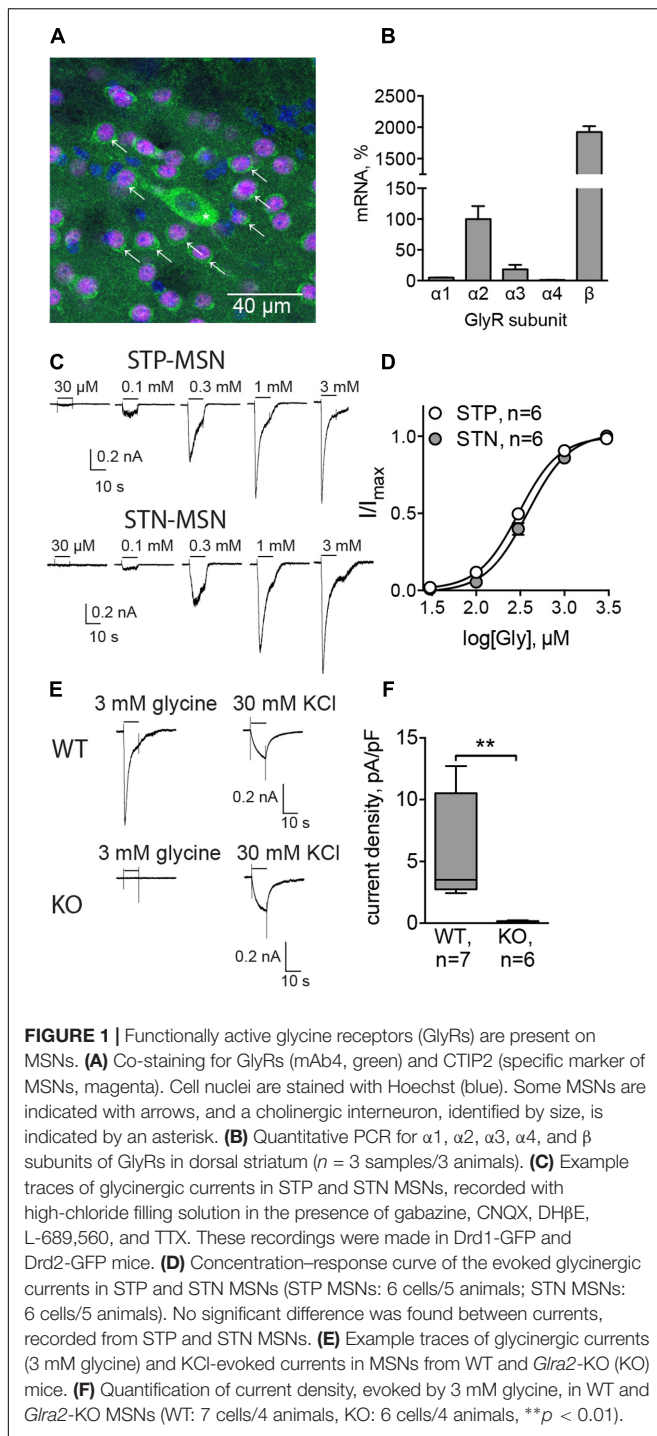 A
40 µm
*
B
mRNA, %
2500
2000
1500
150
100
50
0
α1 α2 α3 α4 β
GlyR subunit
C
STP-MSN
30 µM 0.1 mM 0.3 mM 1 mM 3 mM
0.2 nA
10 s
STN-MSN
30 µM 0.1 mM 0.3 mM 1 mM 3 mM
0.2 nA
10 s
D
STP, n=6
STN, n=6
I/Imax
1.0
0.5
0.0
1.5 2.0 2.5 3.0 3.5
log[Gly], µM
E
3 mM glycine 30 mM KCl
WT
0.2 nA
10 s
3 mM glycine 30 mM KCl
KO
0.2 nA
10 s
F
current density, pA/pF
15
10
5
0
**
WT, KO,
n=7 n=6
FIGURE 1 | Functionally active glycine receptors (GlyRs) are present on
MSNs. (A) Co-staining for GlyRs (mAb4, green) and CTIP2 (specific marker of
MSNs, magenta). Cell nuclei are stained with Hoechst (blue). Some MSNs are
indicated with arrows, and a cholinergic interneuron, identified by size, is
indicated by an asterisk. (B) Quantitative PCR for α1, α2, α3, α4, and β
subunits of GlyRs in dorsal striatum (n = 3 samples/3 animals). (C) Example
traces of glycinergic currents in STP and STN MSNs, recorded with
high-chloride filling solution in the presence of gabazine, CNQX, DHβE,
L-689,560, and TTX. These recordings were made in Drd1-GFP and
Drd2-GFP mice. (D) Concentration–response curve of the evoked glycinergic
currents in STP and STN MSNs (STP MSNs: 6 cells/5 animals; STN MSNs:
6 cells/5 animals). No significant difference was found between currents,
recorded from STP and STN MSNs. (E) Example traces of glycinergic currents
(3 mM glycine) and KCl-evoked currents in MSNs from WT and Glra2-KO (KO)
mice. (F) Quantification of current density, evoked by 3 mM glycine, in WT and
Glra2-KO MSNs (WT: 7 cells/4 animals, KO: 6 cells/4 animals, **p < 0.01).